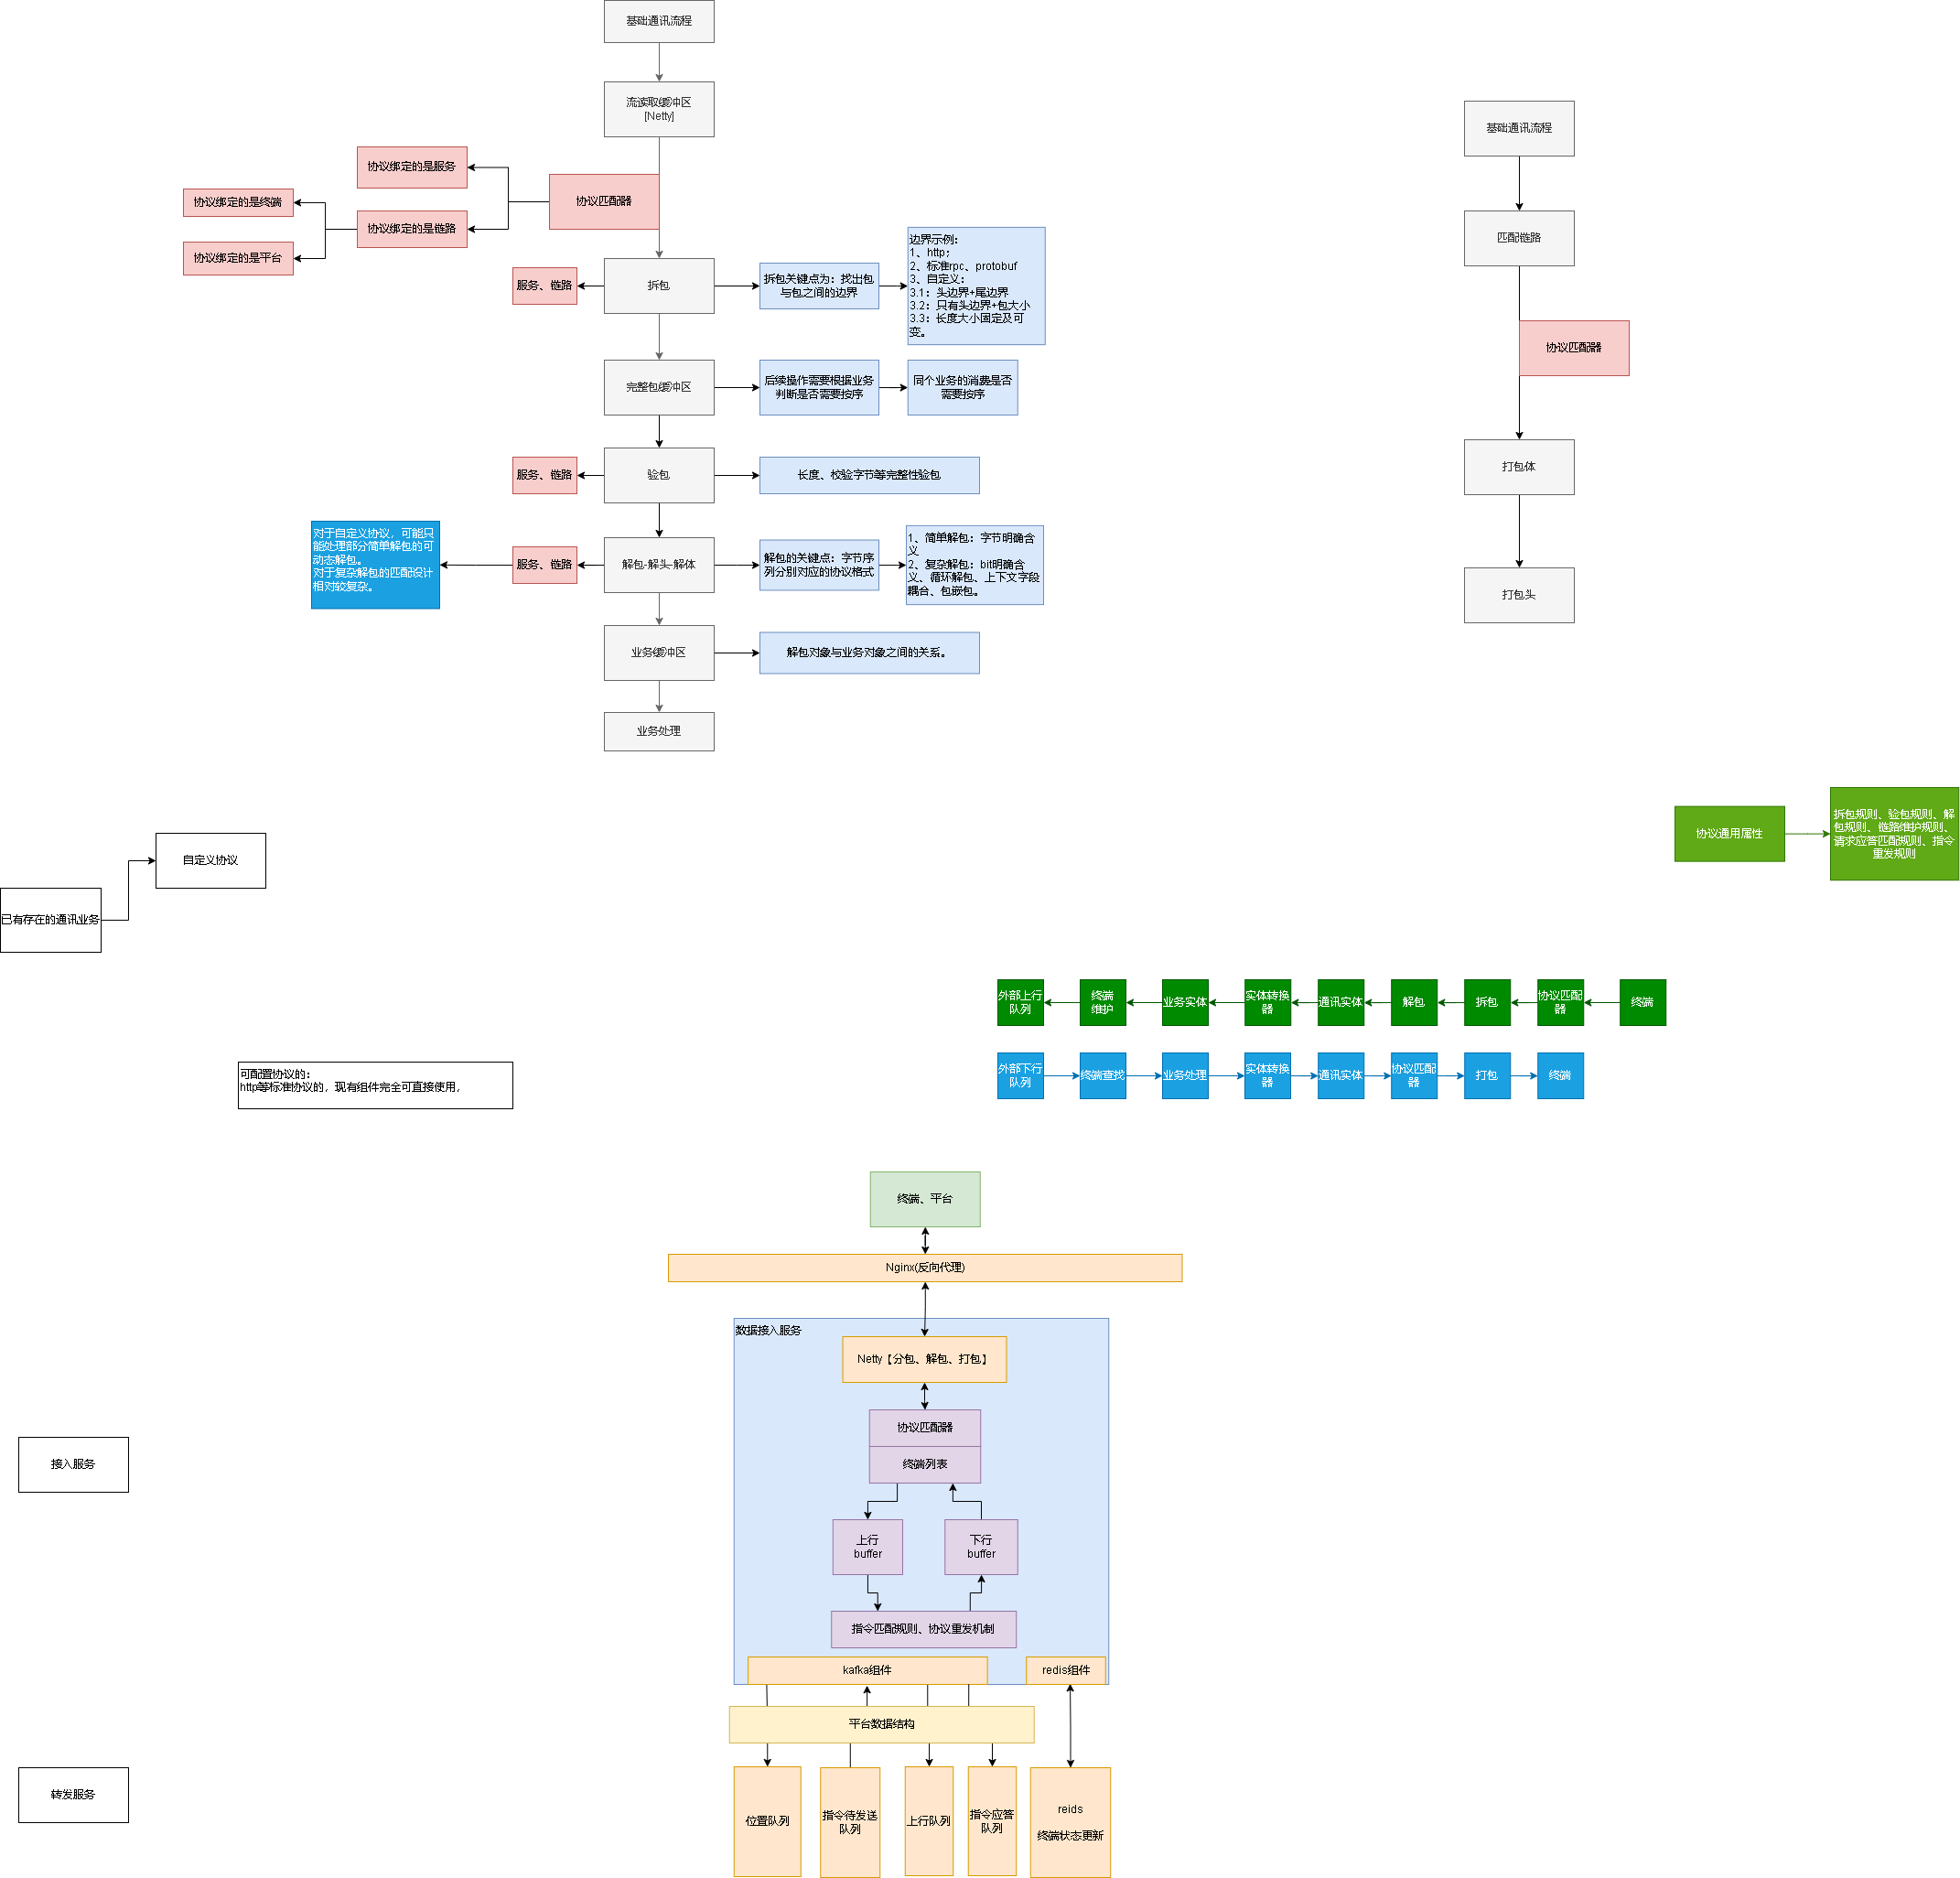 基础通讯流程
流读取缓冲区
[Netty]
协议匹配器
协议绑定的是服务
协议绑定的是链路
协议绑定的是终端
协议绑定的是平台
拆包
服务、链路
拆包关键点为：找出包
与包之间的边界
边界示例：
1、http；
2、标准rpc、protobuf
3、自定义：
3.1：头边界+尾边界
3.2：只有头边界+包大小
3.3：长度大小固定及可
变。
完整包缓冲区
后续操作需要根据业务
判断是否需要按序
同个业务的消费是否
需要按序
验包
服务、链路
长度、校验字节等完整性验包
解包-解头-解体
服务、链路
对于自定义协议，可能只
能处理部分简单解包的可
动态解包。
对于复杂解包的匹配设计
相对较复杂。
解包的关键点：字节序
列分别对应的协议格式
1、简单解包：字节明确含
义
2、复杂解包：bit明确含
义、循环解包、上下文字段
耦合、包嵌包。
业务缓冲区
解包对象与业务对象之间的关系。
业务处理
基础通讯流程
匹配链路
协议匹配器
打包体
打包头
协议通用属性
拆包规则、验包规则、解
包规则、链路维护规则、
请求应答匹配规则、指令
重发规则
自定义协议
已有存在的通讯业务
外部上行
队列
终端
维护
业务实体
实体转换
器
通讯实体
解包
拆包
协议匹配
器
终端
外部下行
队列
终端查找
业务处理
实体转换
器
通讯实体
协议匹配
器
打包
终端
可配置协议的：
http等标准协议的，现有组件完全可直接使用，
终端、平台
Nginx(反向代理)
数据接入服务
Netty【分包、解包、打包】
协议匹配器
终端列表
上行
buffer
下行
buffer
指令匹配规则、协议重发机制
kafka组件
redis组件
平台数据结构
位置队列
指令待发送
队列
上行队列
指令应答
队列
reids
终端状态更新
接入服务
转发服务